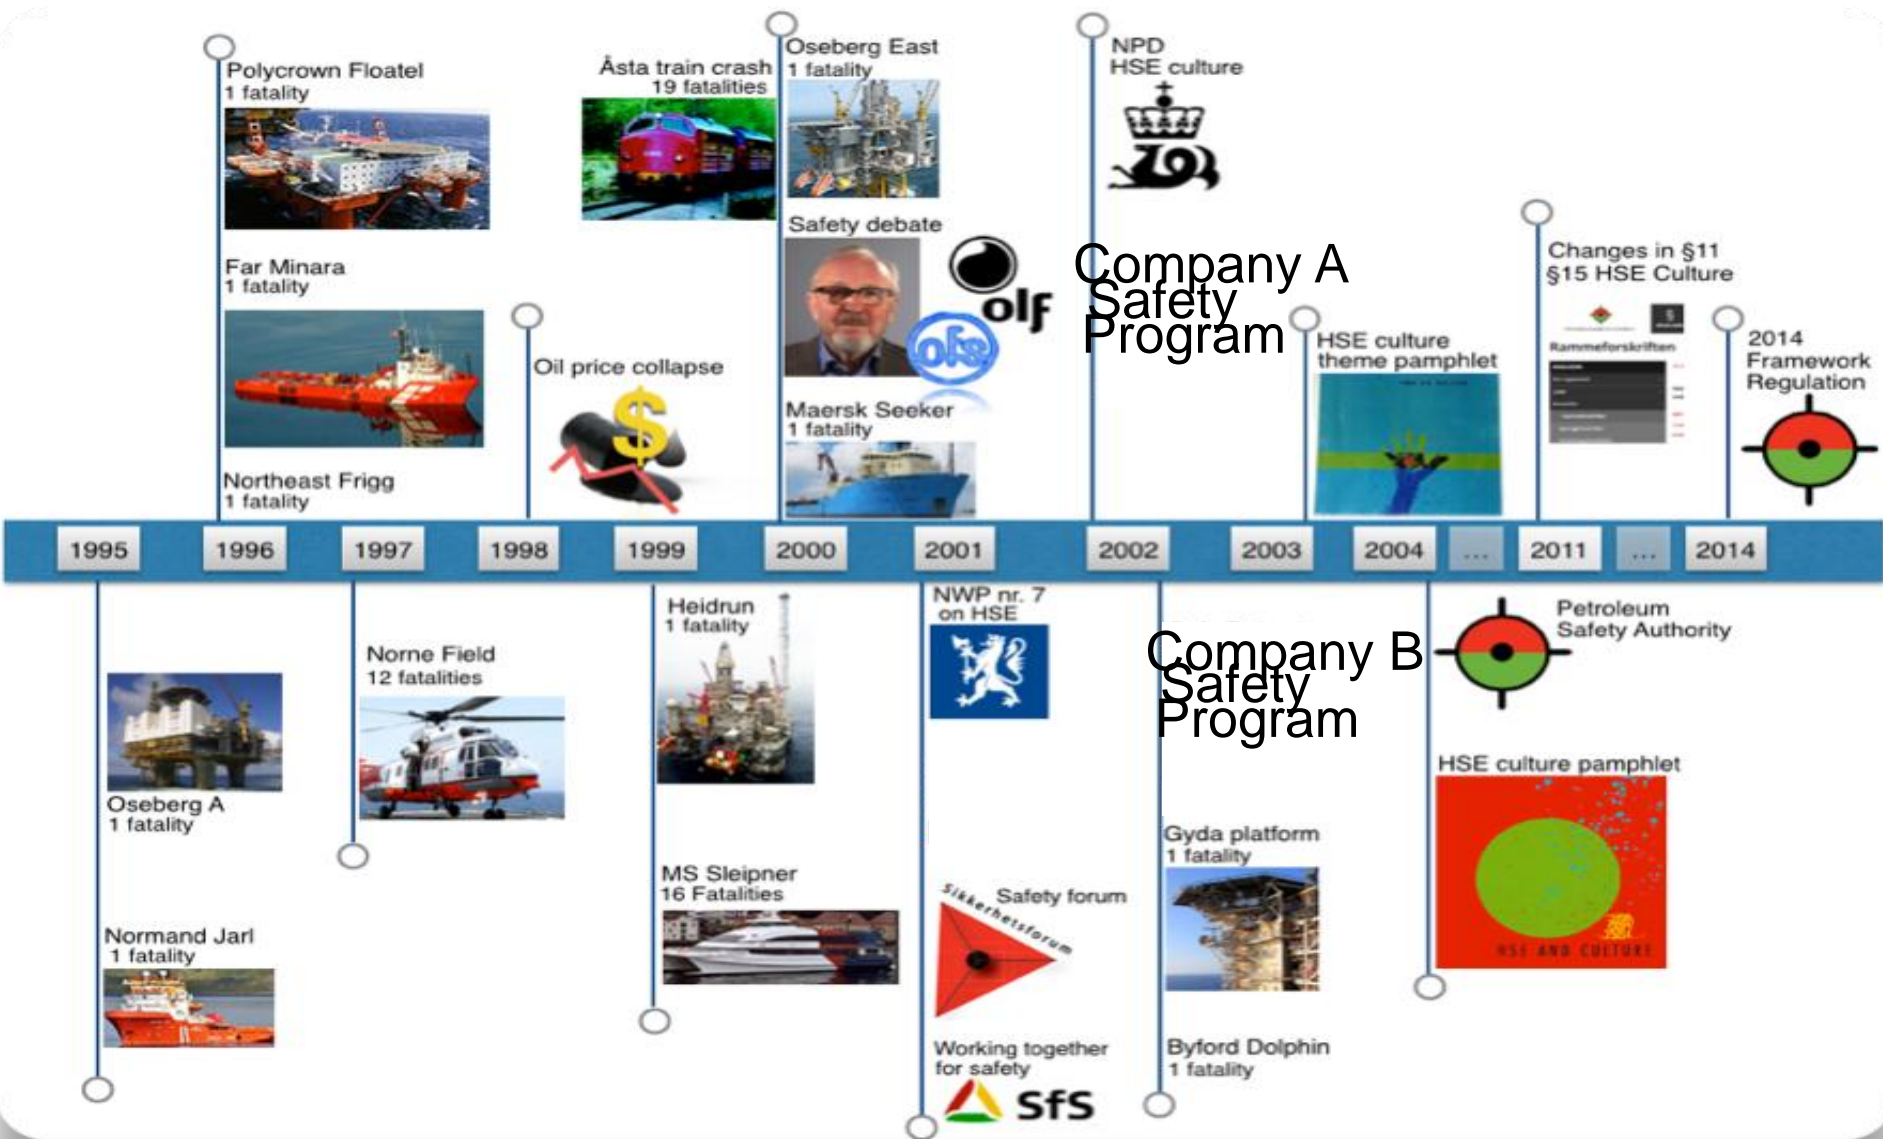 Polycrown Floatel
1 fatality
Far Minara
1 fatality
Northeast Frigg
1 fatality
Oil price collapse
$
Åsta train crash
19 fatalities
Oseberg East
1 fatality
Safety debate
olf
ofs
Maersk Seeker
1 fatality
NPD
HSE culture
Company A
Safety
Program
HSE culture
theme pamphlet
Changes in §11
§15 HSE Culture
§
Rammeforskriften
2014
Framework
Regulation
1995
1996
1997
1998
1999
2000
2001
2002
2003
2004
...
2011
...
2014
Oseberg A
1 fatality
Normand Jarl
1 fatality
Norne Field
12 fatalities
Heidrun
1 fatality
MS Sleipner
16 Fatalities
NWP nr. 7
on HSE
Safety forum
Sikkerhetsforum
Working together
for safety
SfS
Company B
Safety
Program
Gyda platform
1 fatality
Byford Dolphin
1 fatality
Petroleum
Safety Authority
HSE culture pamphlet
HSE AND CULTURE